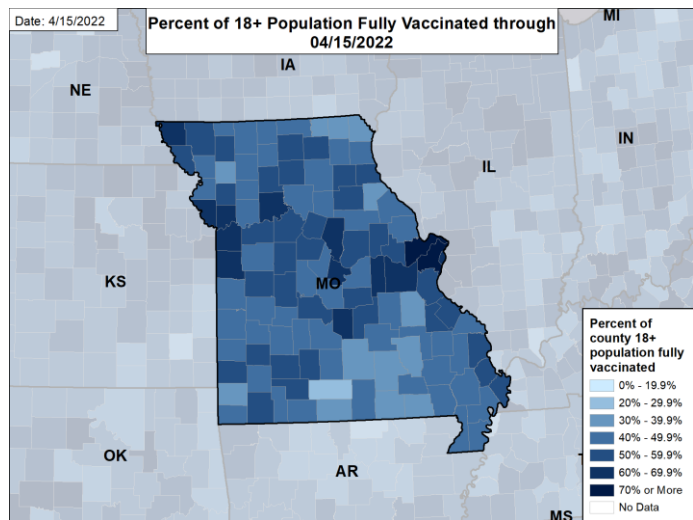 Date: 4/15/2022
Percent of 18+ Population Fully Vaccinated through
04/15/2022
MI
IA
NE
IN
IL
KS
MO
OK
AR
MS
Percent of
county 18+
population fully
vaccinated
0% - 19.9%
20% - 29.9%
30% - 39.9%
40% - 49.9%
50% - 59.9%
60% - 69.9%
70% or More
No Data